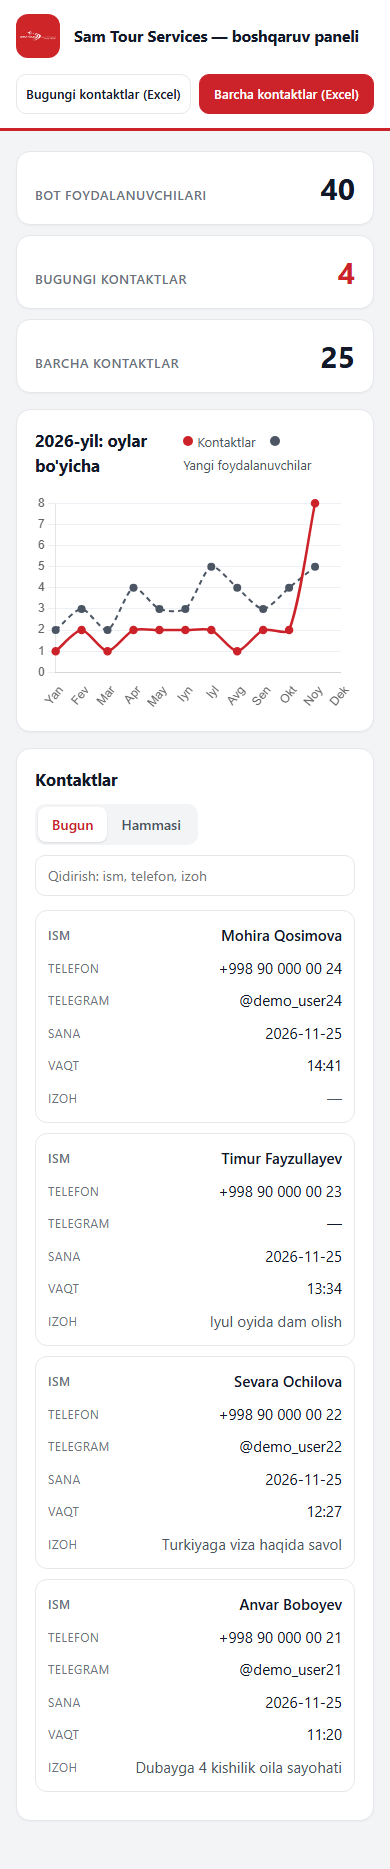 Sam Tour Services — boshqaruv paneli
Bugungi kontaktlar (Excel)
Barcha kontaktlar (Excel)
BOT FOYDALANUVCHILARI
40
BUGUNGI KONTAKTLAR
4
BARCHA KONTAKTLAR
25
2026-yil: oylar
bo'yicha
Kontaktlar
Yangi foydalanuvchilar
8
7
6
5
4
3
2
1
0
Yan
Fev
Mar
Apr
May
Iyn
Iyl
Avg
Sen
Okt
Noy
Dek
Kontaktlar
Bugun
Hammasi
Qidirish: ism, telefon, izoh
ISM Mohira Qosimova
TELEFON +998 90 000 00 24
TELEGRAM @demo_user24
SANA 2026-11-25
VAQT 14:41
IZOH —
ISM Timur Fayzullayev
TELEFON +998 90 000 00 23
TELEGRAM —
SANA 2026-11-25
VAQT 13:34
IZOH Iyul oyida dam olish
ISM Sevara Ochilova
TELEFON +998 90 000 00 22
TELEGRAM @demo_user22
SANA 2026-11-25
VAQT 12:27
IZOH Turkiyaga viza haqida savol
ISM Anvar Boboyev
TELEFON +998 90 000 00 21
TELEGRAM @demo_user21
SANA 2026-11-25
VAQT 11:20
IZOH Dubayga 4 kishilik oila sayohati